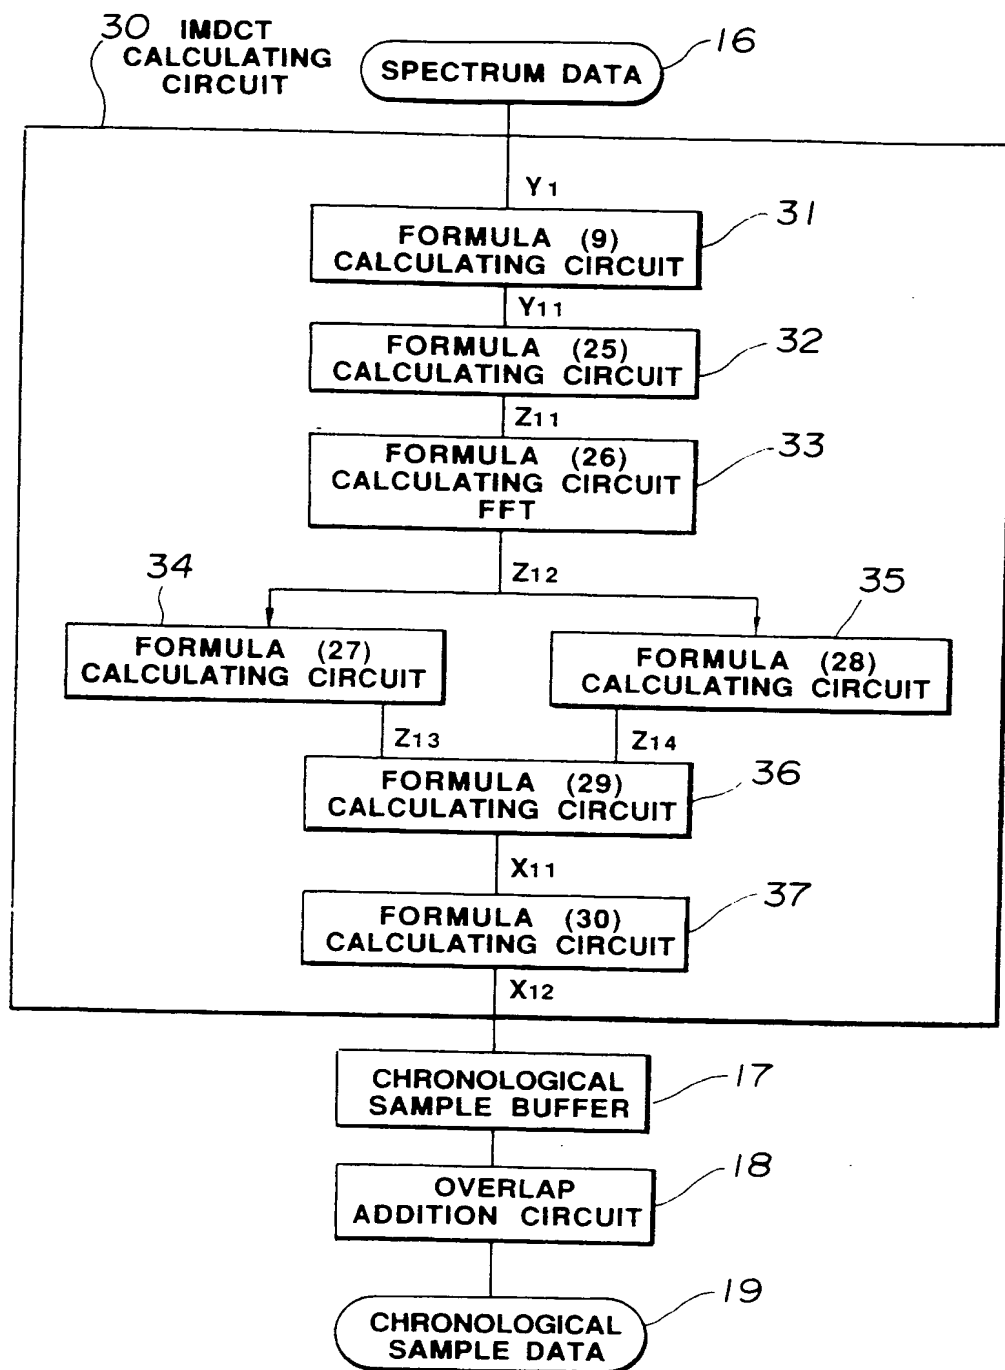 30 IMDCT
CALCULATING
CIRCUIT
16
SPECTRUM DATA
Y1
31
FORMULA (9)
CALCULATING CIRCUIT
Y11
32
FORMULA (25)
CALCULATING CIRCUIT
Z11
33
FORMULA (26)
CALCULATING CIRCUIT
FFT
34
Z12
35
FORMULA (27)
CALCULATING CIRCUIT
FORMULA (28)
CALCULATING CIRCUIT
Z13
Z14
36
FORMULA (29)
CALCULATING CIRCUIT
X11
37
FORMULA (30)
CALCULATING CIRCUIT
X12
17
CHRONOLOGICAL
SAMPLE BUFFER
18
OVERLAP
ADDITION CIRCUIT
19
CHRONOLOGICAL
SAMPLE DATA